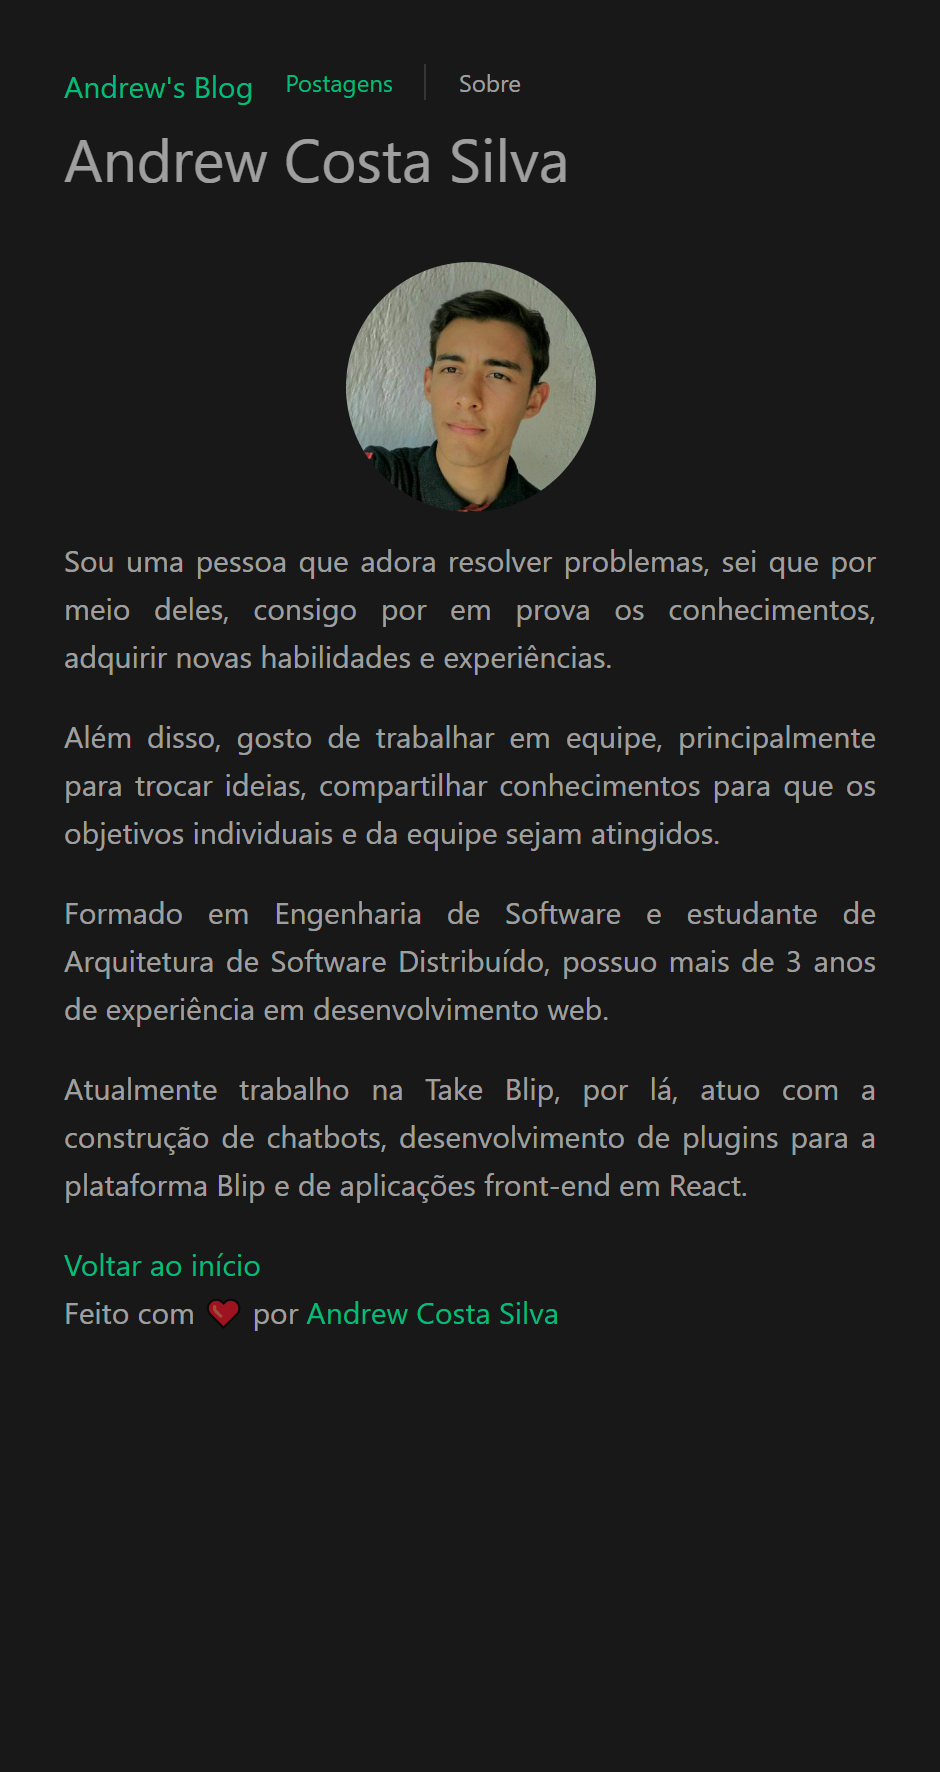 Andrew's Blog Postagens Sobre
Andrew Costa Silva
Sou uma pessoa que adora resolver problemas, sei que por
meio deles, consigo por em prova os conhecimentos,
adquirir novas habilidades e experiências.
Além disso, gosto de trabalhar em equipe, principalmente
para trocar ideias, compartilhar conhecimentos para que os
objetivos individuais e da equipe sejam atingidos.
Formado em Engenharia de Software e estudante de
Arquitetura de Software Distribuído, possuo mais de 3 anos
de experiência em desenvolvimento web.
Atualmente trabalho na Take Blip, por lá, atuo com a
construção de chatbots, desenvolvimento de plugins para a
plataforma Blip e de aplicações front-end em React.
Voltar ao início
Feito com ❤️ por Andrew Costa Silva